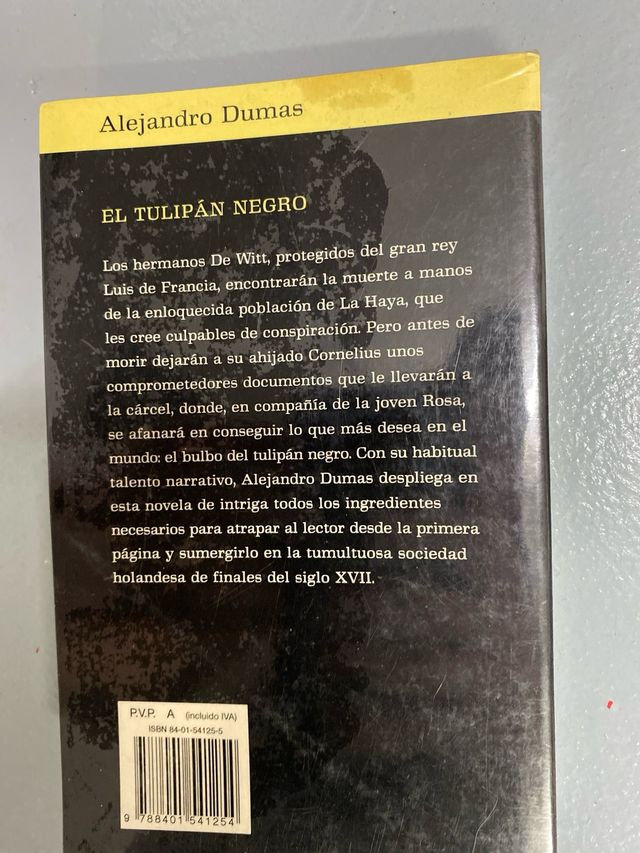 Alejandro Dumas
EL TULIPÁN NEGRO
Los hermanos De Witt, protegidos del gran rey
Luis de Francia, encontrarán la muerte a manos
de la enloquecida población de La Haya, que
les cree culpables de conspiración. Pero antes de
morir dejarán a su ahijado Cornelius unos
comprometedores documentos que le llevarán a
la cárcel, donde, en compañía de la joven Rosa,
se afanará en conseguir lo que más desea en el
mundo: el bulbo del tulipán negro. Con su habitual
talento narrativo, Alejandro Dumas despliega en
esta novela de intriga todos los ingredientes
necesarios para atrapar al lector desde la primera
página y sumergirlo en la tumultuosa sociedad
holandesa de finales del siglo XVII.
P.V.P. A (incluido IVA)
ISBN 84-01-54125-5
9 788401 541254